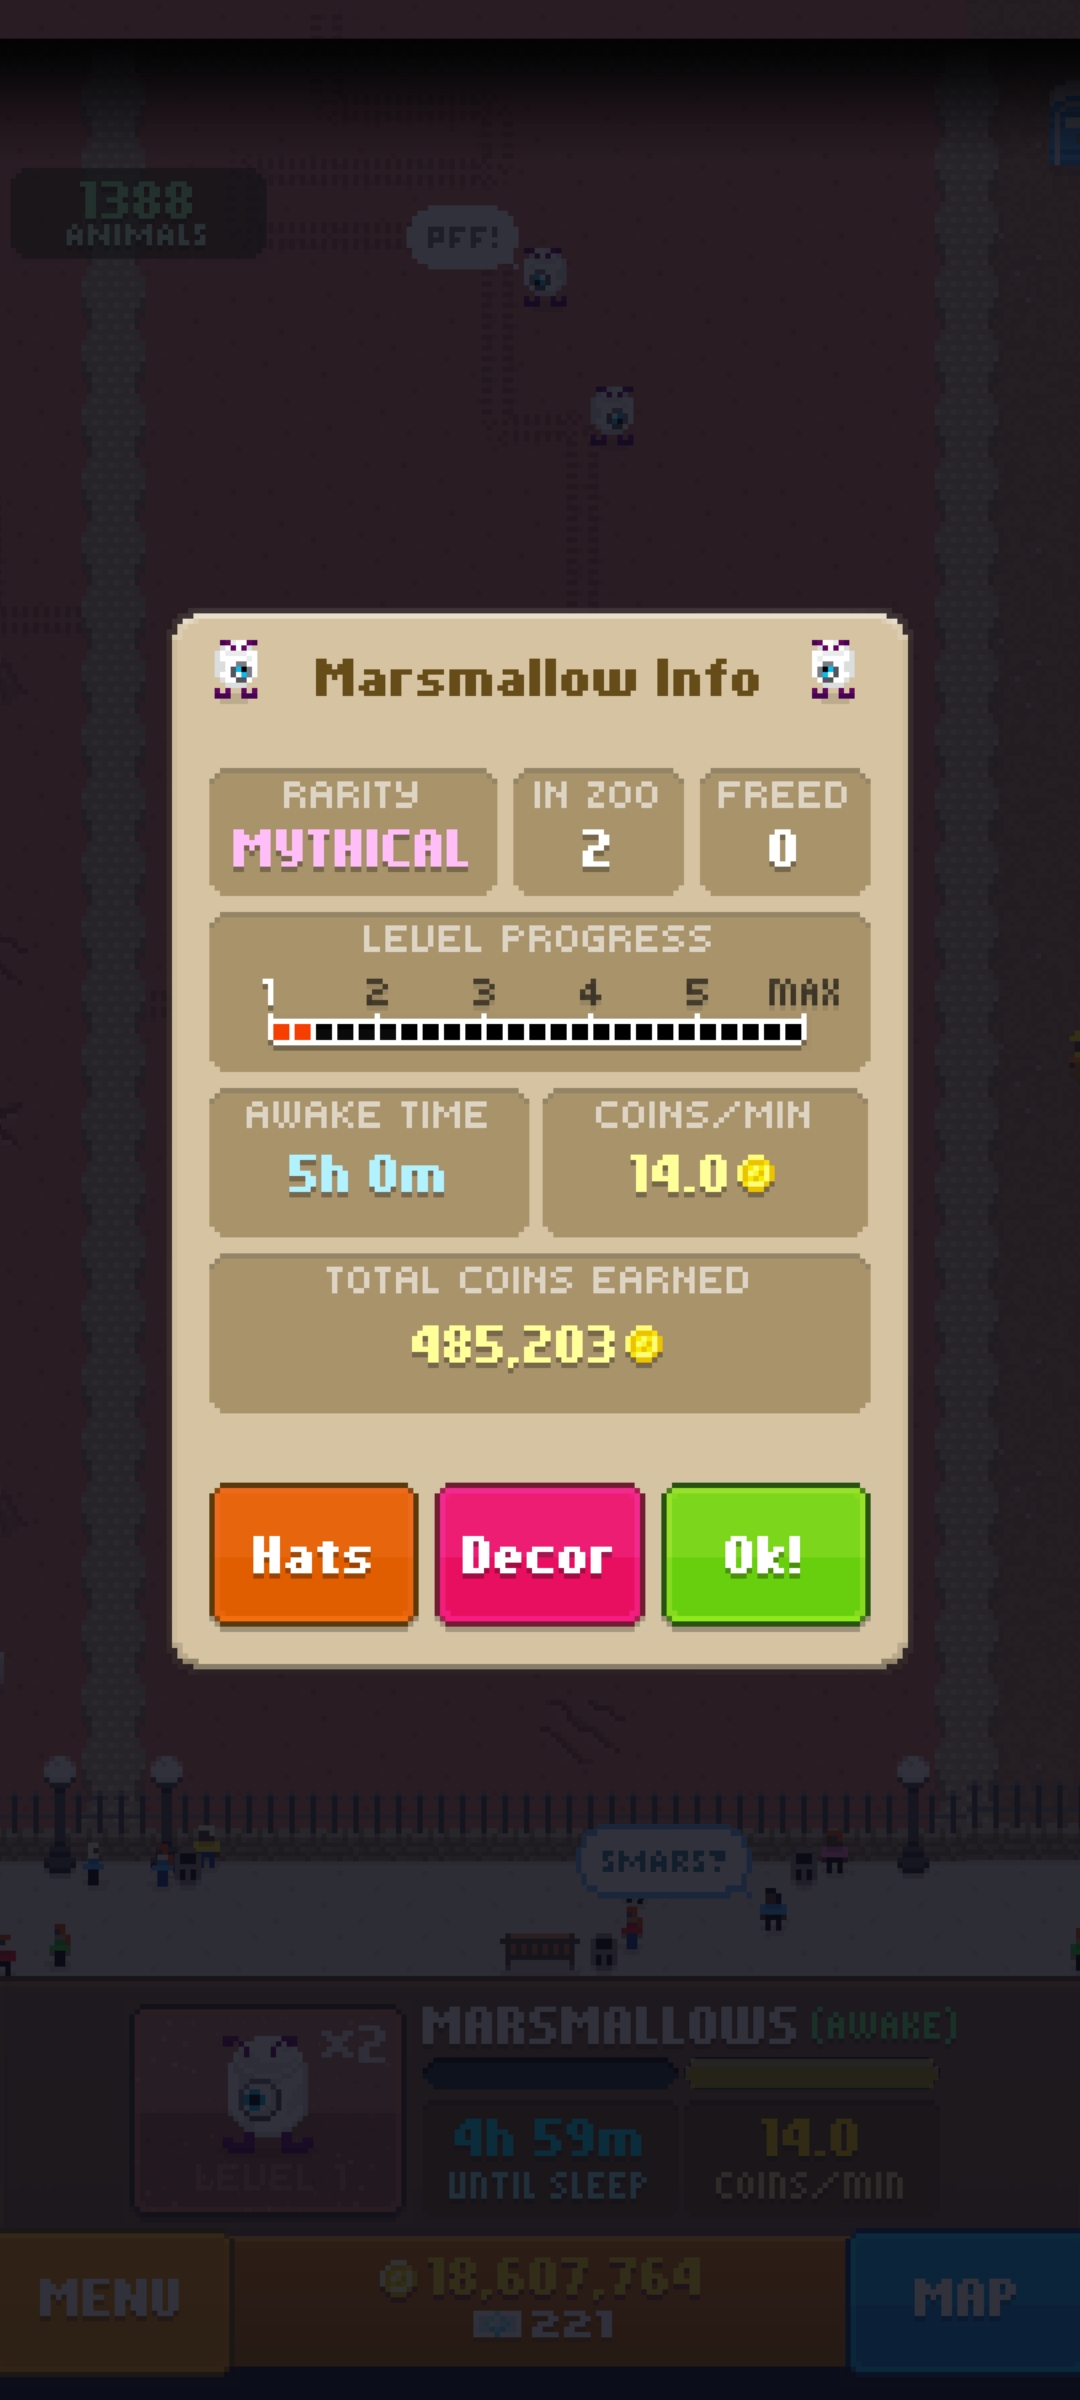 1388
ANIMALS
PFF!
Marsmallow Info
RARITY
MYTHICAL
IN ZOO
2
FREED
0
LEVEL PROGRESS
1 2 3 4 5 MAX
AWAKE TIME
5h 0m
COINS/MIN
14.0
TOTAL COINS EARNED
485,203
Hats
Decor
Ok!
SMARS?
x2
LEVEL 1
MARSMALLOWS (AWAKE)
4h 59m
UNTIL SLEEP
14.0
COINS/MIN
MENU
18,607,764
221
MAP